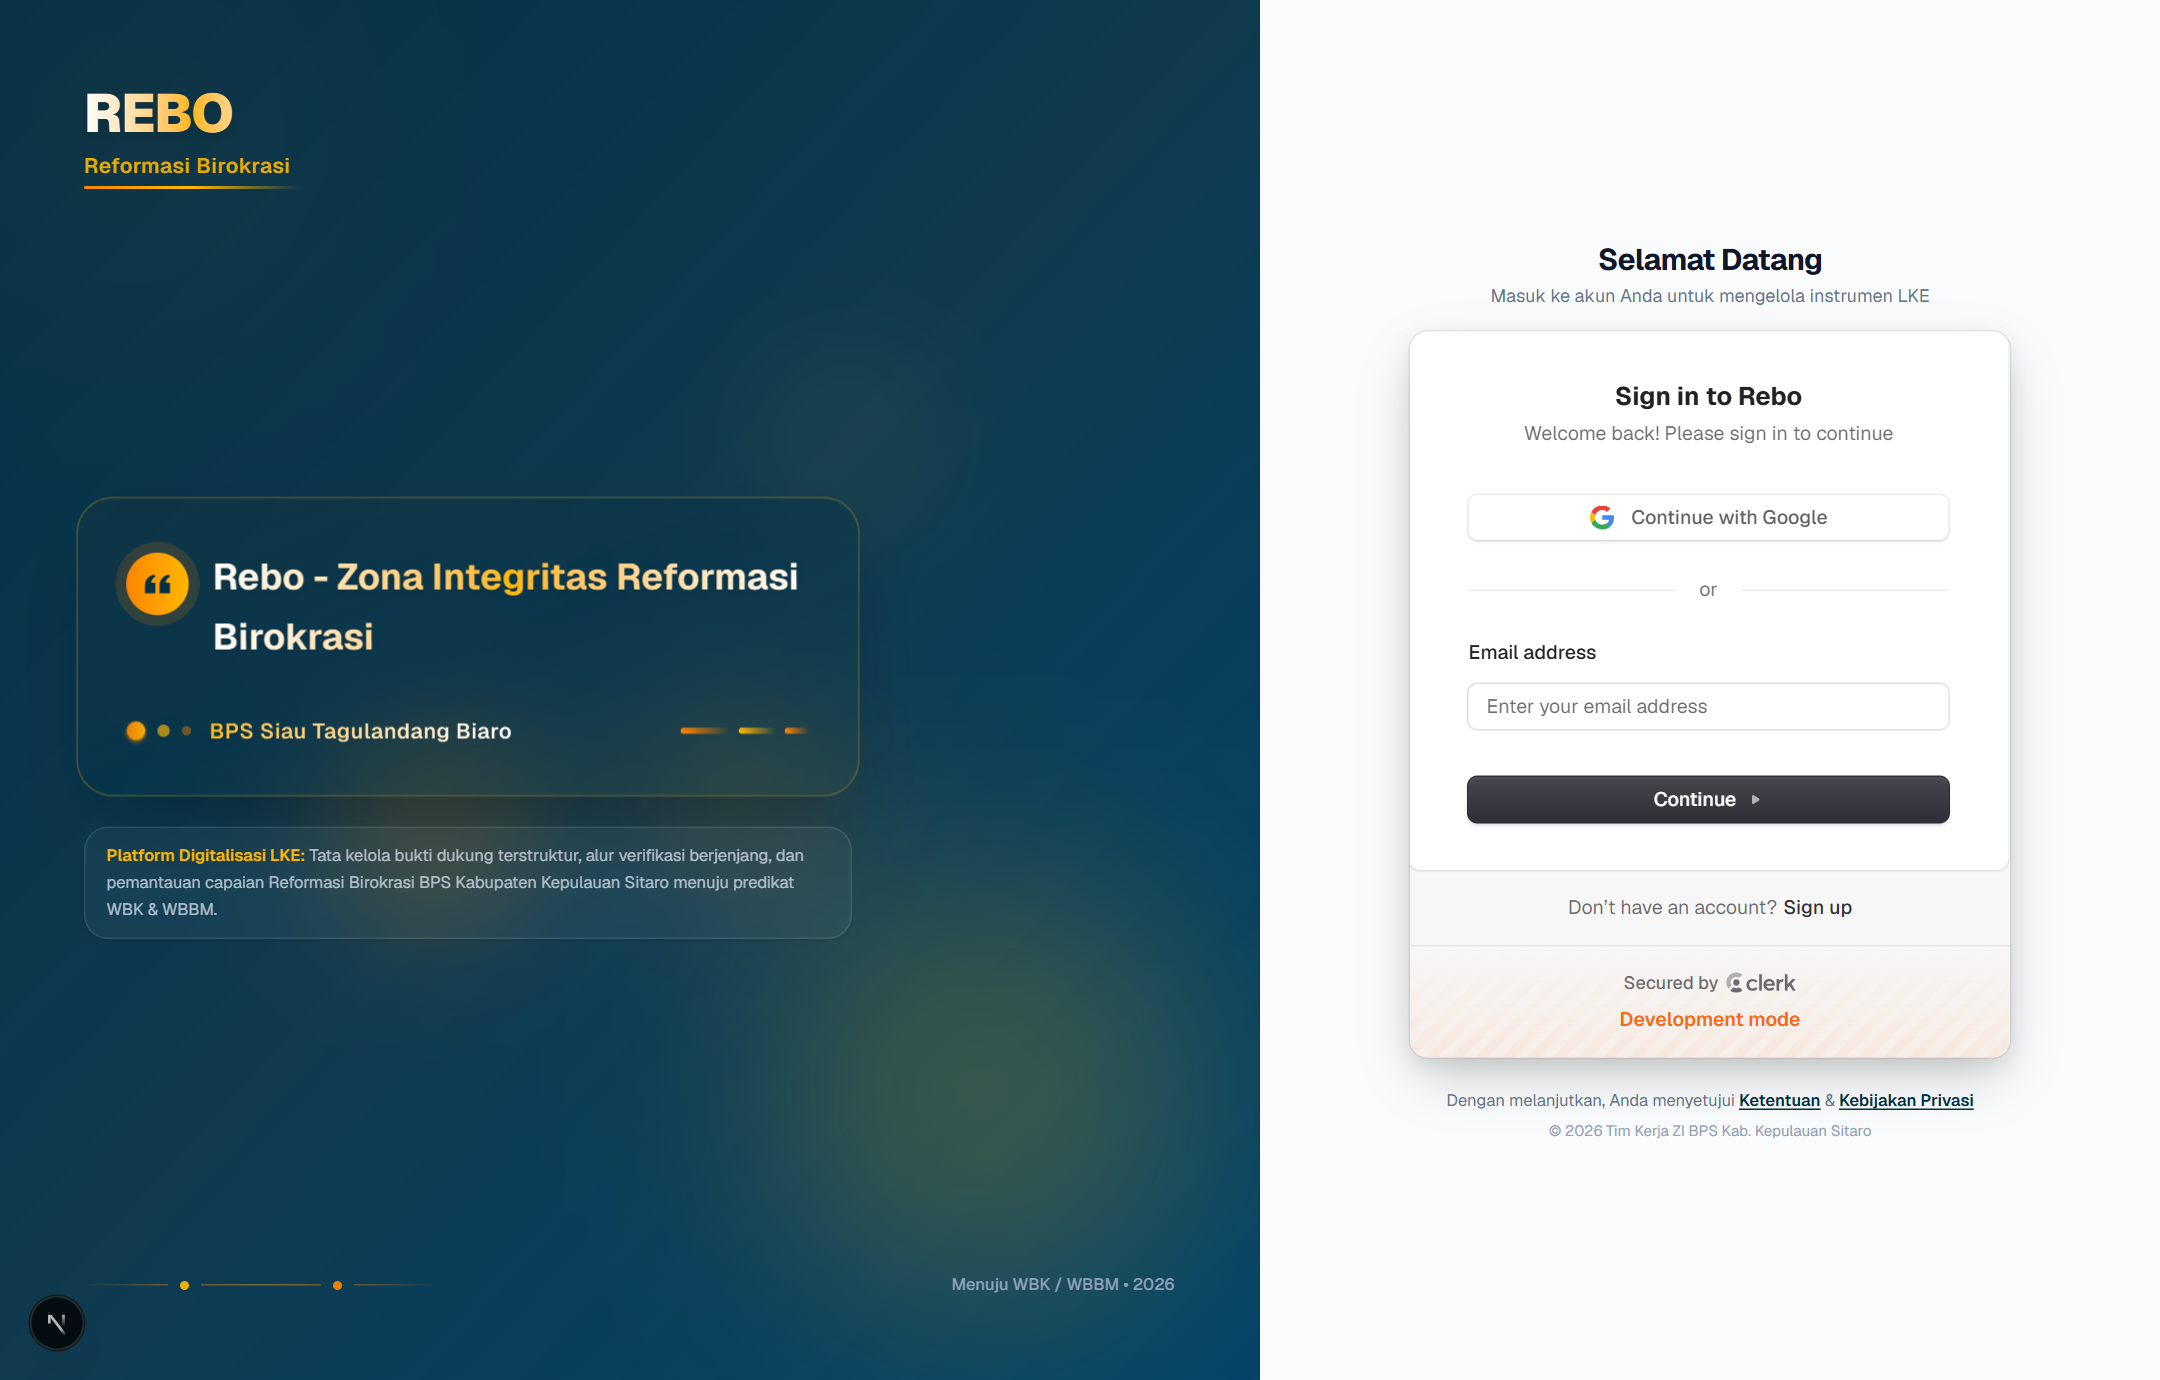 REBO
Reformasi Birokrasi
Rebo - Zona Integritas Reformasi
Birokrasi
BPS Siau Tagulandang Biaro
Platform Digitalisasi LKE: Tata kelola bukti dukung terstruktur, alur verifikasi berjenjang, dan
pemantauan capaian Reformasi Birokrasi BPS Kabupaten Kepulauan Sitaro menuju predikat
WBK & WBBM.
Menuju WBK / WBBM • 2026
Selamat Datang
Masuk ke akun Anda untuk mengelola instrumen LKE
Sign in to Rebo
Welcome back! Please sign in to continue
Continue with Google
or
Email address
Enter your email address
Continue
Don’t have an account? Sign up
Secured by clerk
Development mode
Dengan melanjutkan, Anda menyetujui Ketentuan & Kebijakan Privasi
© 2026 Tim Kerja ZI BPS Kab. Kepulauan Sitaro